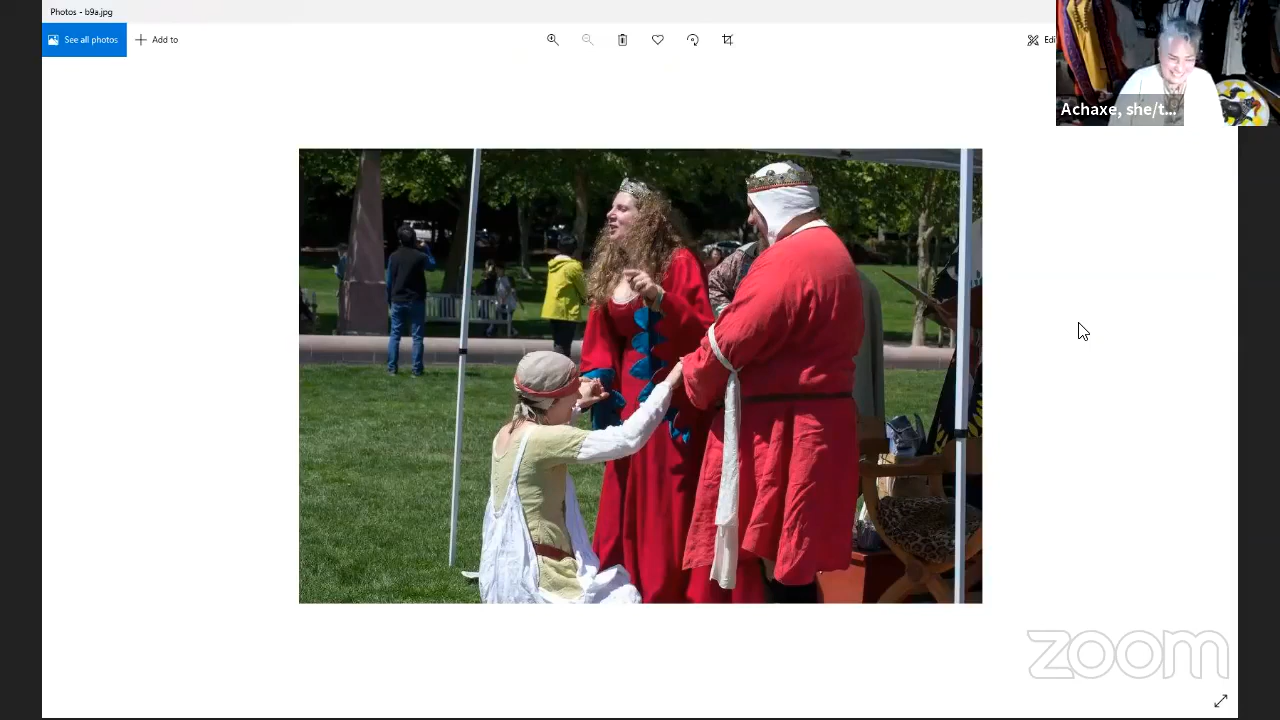 Photos - b9a.jpg
See all photos
Add to
Edi
Achaxe, she/t...
zoom